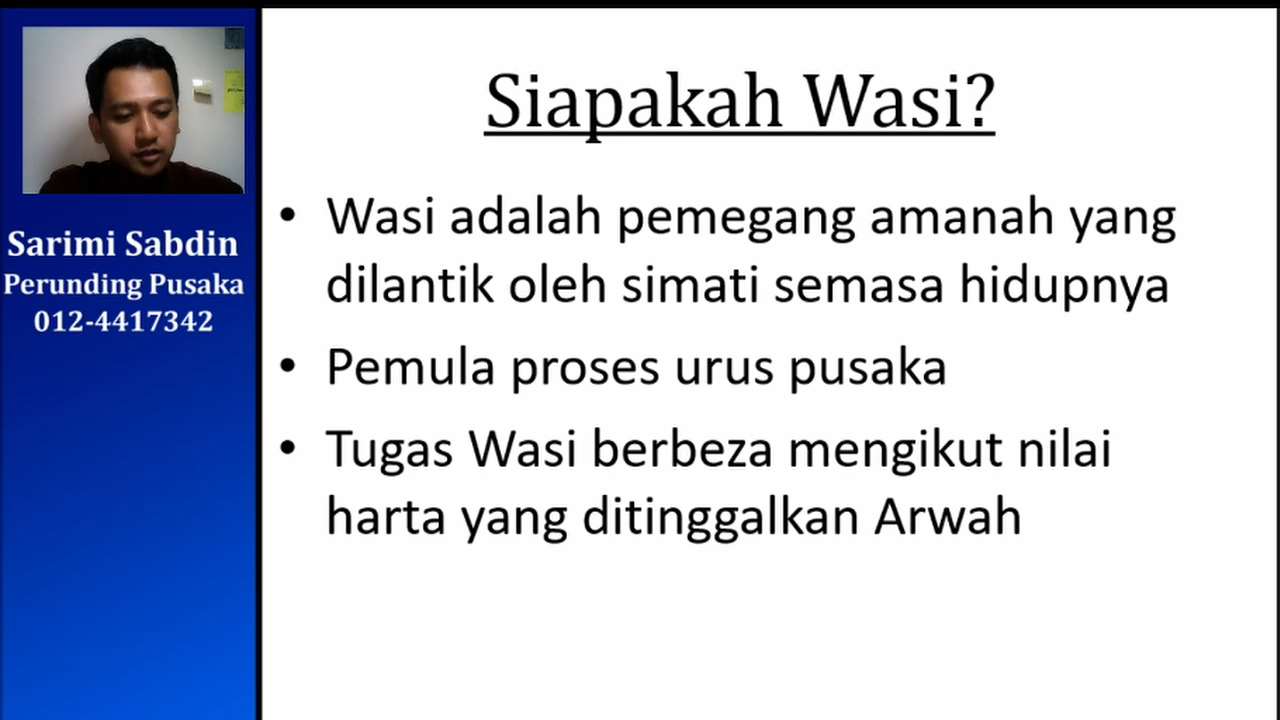 Sarimi Sabdin
Perunding Pusaka
012-4417342
Siapakah Wasi?
• Wasi adalah pemegang amanah yang
dilantik oleh simati semasa hidupnya
• Pemula proses urus pusaka
• Tugas Wasi berbeza mengikut nilai
harta yang ditinggalkan Arwah